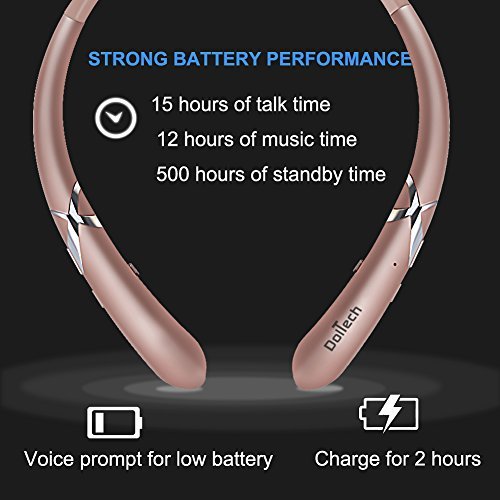 STRONG BATTERY PERFORMANCE
15 hours of talk time
12 hours of music time
500 hours of standby time
DolTech
Voice prompt for low battery
Charge for 2 hours